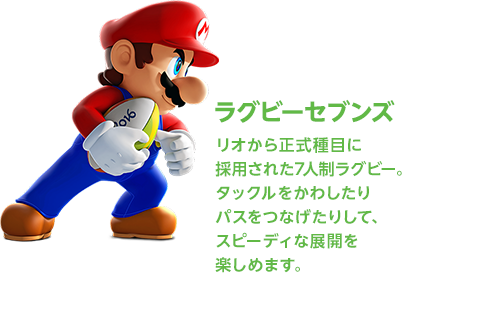 ラグビーセブンズ
リオから正式種目に
採用された7人制ラグビー。
タックルをかわしたり
パスをつなげたりして、
スピーディな展開を
楽しめます。
M